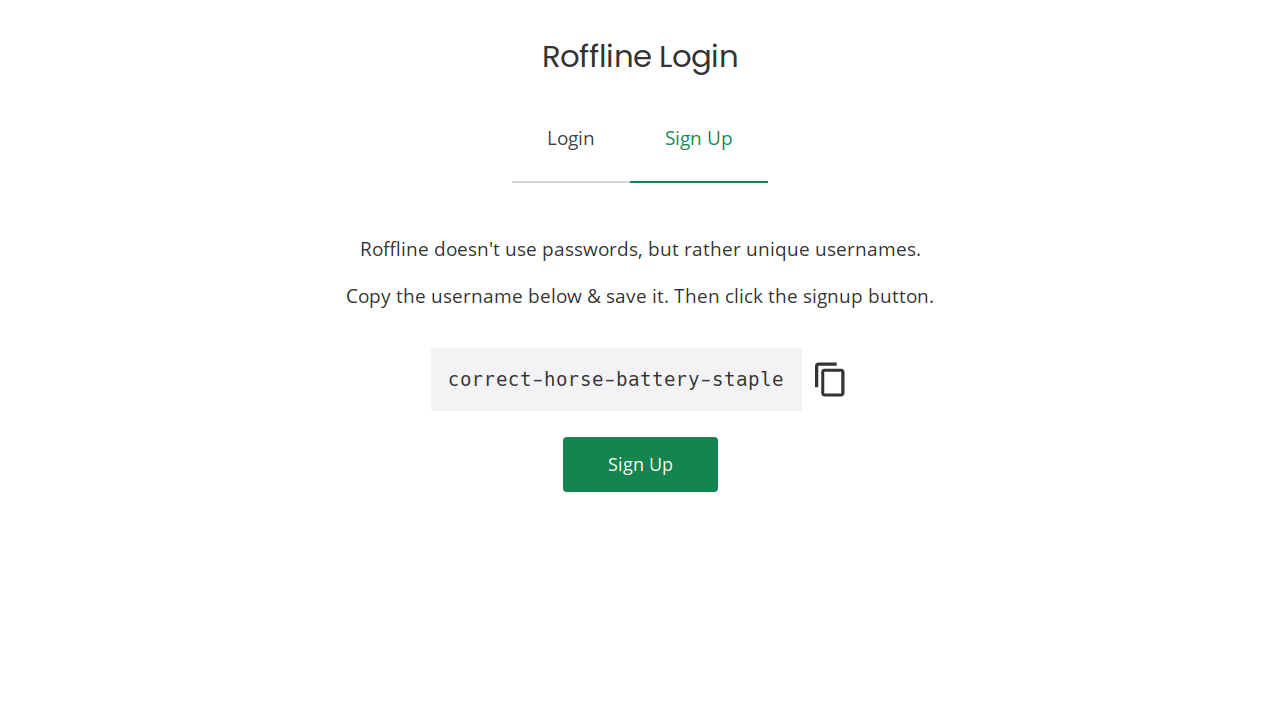 Roffline Login
Login
Sign Up
Roffline doesn't use passwords, but rather unique usernames.
Copy the username below & save it. Then click the signup button.
correct-horse-battery-staple
Sign Up